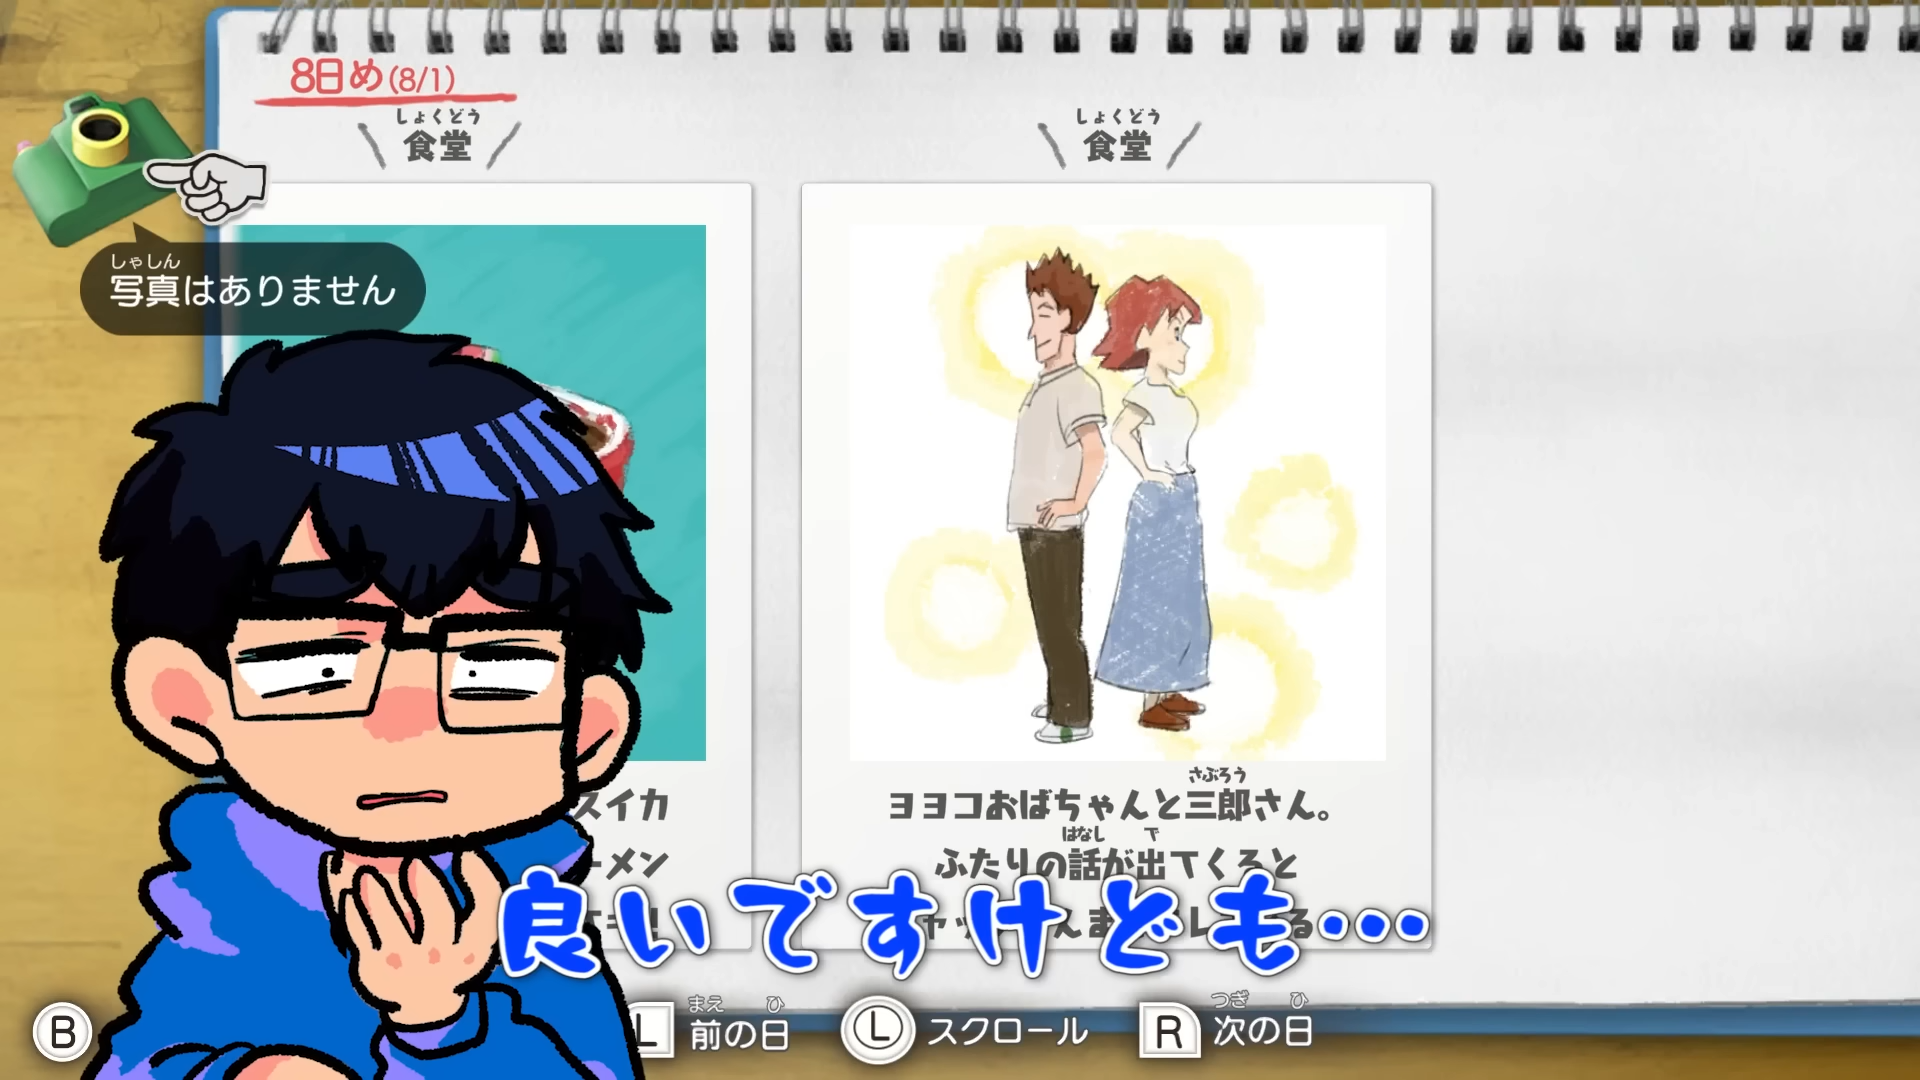 8日め(8/1)
しょくどう
食堂
しょくどう
食堂
しゃしん
写真はありません
スイカ
ーメン
さぶろう
ヨヨコおばちゃんと三郎さん。
はなし で
ふたりの話が出てくると
良いですけども…
B
L
まえ ひ
前の日
L
スクロール
R
つぎ ひ
次の日